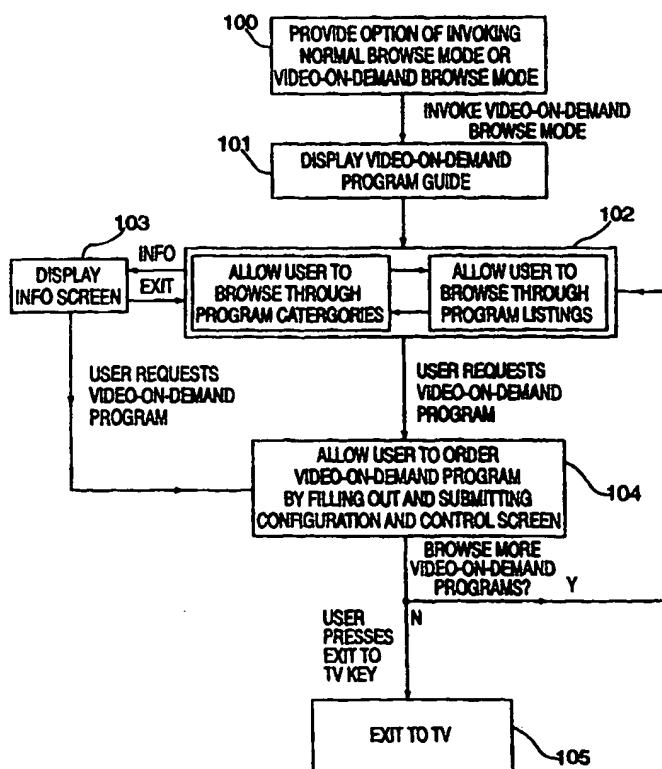 100
PROVIDE OPTION OF INVOKING
NORMAL BROWSE MODE OR
VIDEO-ON-DEMAND BROWSE MODE
INVOKE VIDEO-ON-DEMAND
BROWSE MODE
101
DISPLAY VIDEO-ON-DEMAND
PROGRAM GUIDE
102
103
DISPLAY
INFO SCREEN
INFO
EXIT
ALLOW USER TO
BROWSE THROUGH
PROGRAM CATERGORIES
ALLOW USER TO
BROWSE THROUGH
PROGRAM LISTINGS
USER REQUESTS
VIDEO-ON-DEMAND
PROGRAM
USER REQUESTS
VIDEO-ON-DEMAND
PROGRAM
ALLOW USER TO ORDER
VIDEO-ON-DEMAND PROGRAM
BY FILLING OUT AND SUBMITTING
CONFIGURATION AND CONTROL SCREEN
104
BROWSE MORE
VIDEO-ON-DEMAND
PROGRAMS?
Y
N
USER
PRESSES
EXIT TO
TV KEY
EXIT TO TV
105